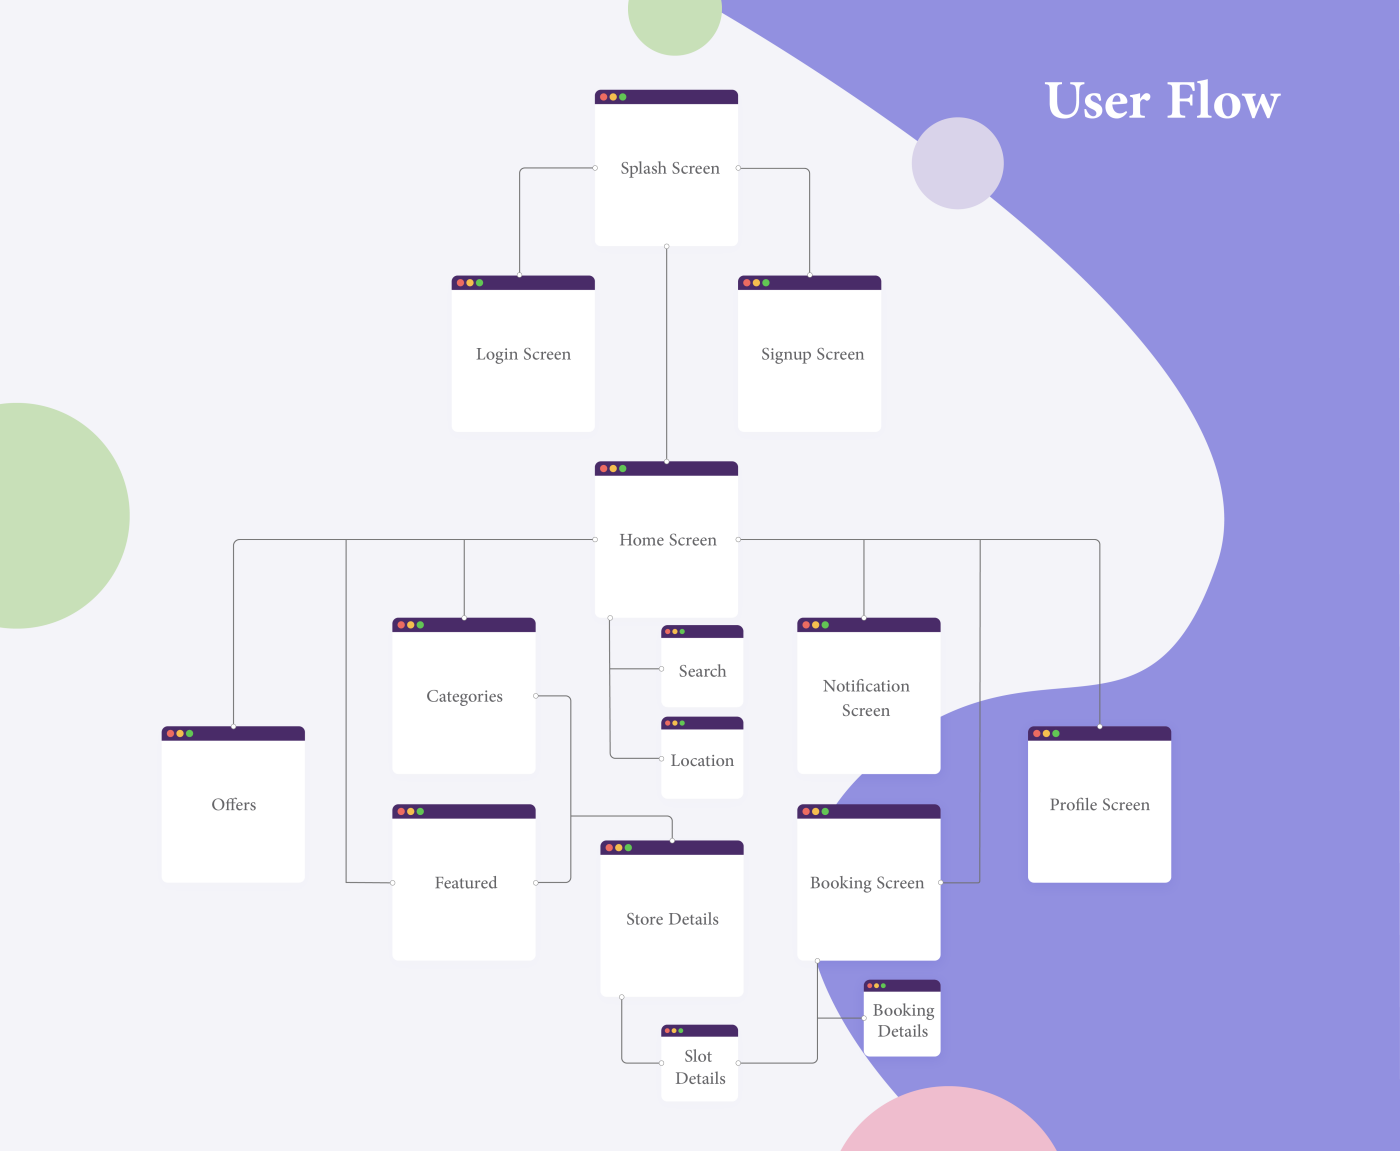 User Flow
Splash Screen
Login Screen
Signup Screen
Home Screen
Search
Categories
Notification
Screen
Location
Offers
Profile Screen
Featured
Booking Screen
Store Details
Booking
Details
Slot
Details